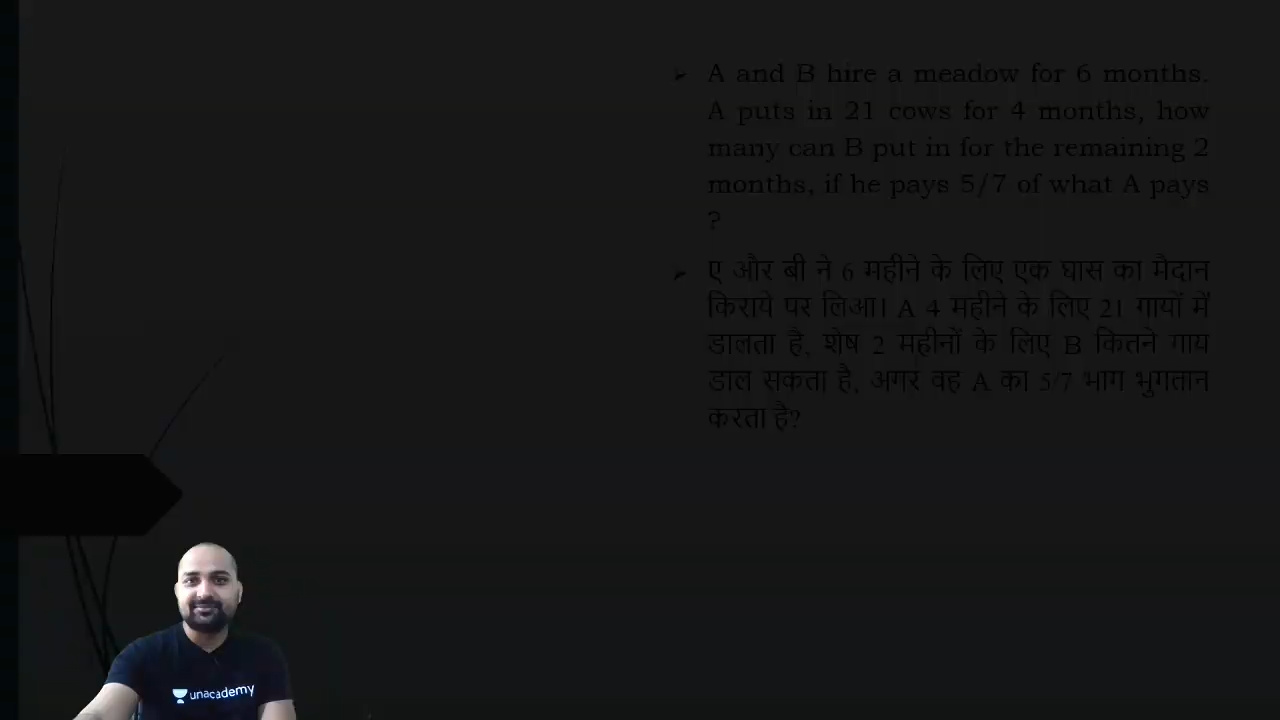 A and B hire a meadow for 6 months.
A puts in 21 cows for 4 months, how
many can B put in for the remaining 2
months, if he pays 5/7 of what A pays
?
ए और बी ने 6 महीने के लिए एक घास का मैदान
किराये पर लिआ। A 4 महीने के लिए 21 गायों में
डालता है, शेष 2 महीनों के लिए B कितने गाय
डाल सकता है, अगर वह A का 5/7 भाग भुगतान
करता है?
unacademy